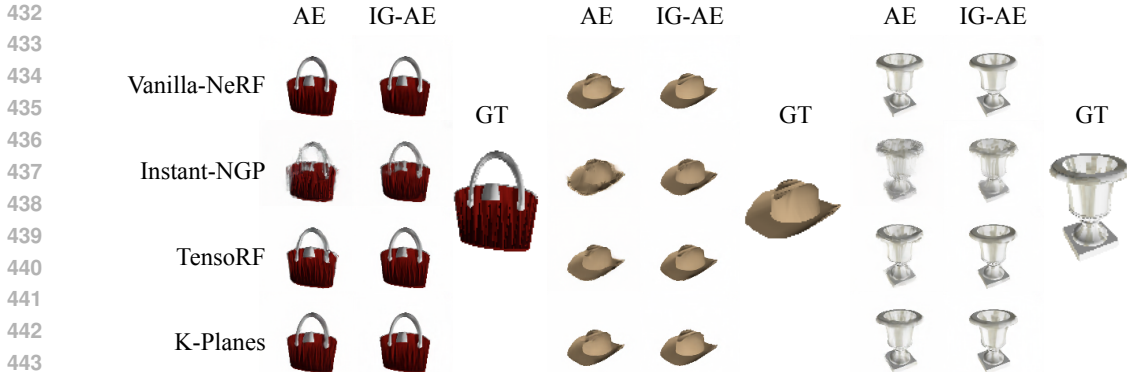 432 AE IG-AE AE IG-AE AE IG-AE
433
434 Vanilla-NeRF
435 GT GT GT
436
437 Instant-NGP
438
439
440 TensoRF
441
442 K-Planes
443